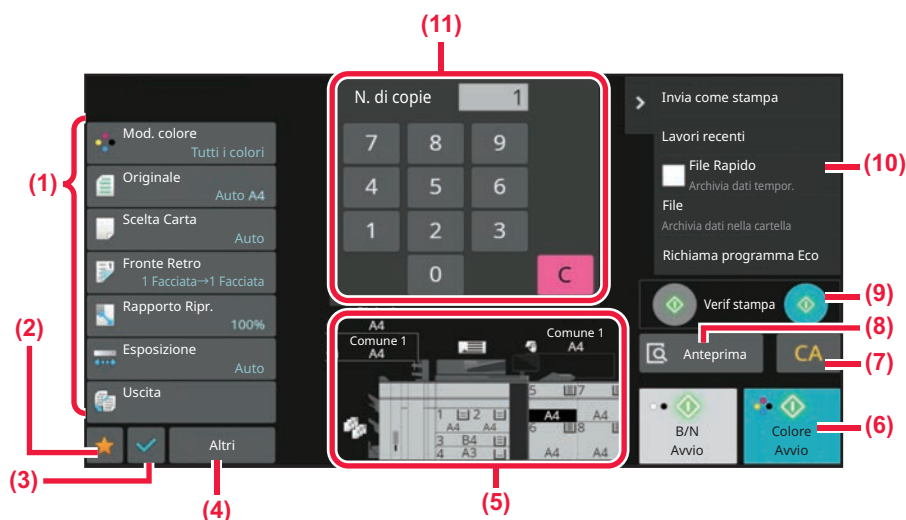 (11)
N. di copie 1
7 8 9
4 5 6
1 2 3
0 C
(1)
Mod. colore
Tutti i colori
Originale
Auto A4
Scelta Carta
Auto
Fronte Retro
1 Facciata→1 Facciata
Rapporto Ripr.
100%
Esposizione
Auto
Uscita
(2)
(3)
Altri
(4)
A4
Comune 1
A4
Comune 1
A4
1 2
A4 A4
3 B4
4 A3
5 7
A4 A4
6 8
A4 A4
(5)
Invia come stampa
Lavori recenti
File Rapido
Archivia dati tempor.
File
Archivia dati nella cartella
Richiama programma Eco
(10)
Verif stampa
(9)
(8)
Anteprima
CA
(7)
B/N
Avvio
Colore
Avvio
(6)